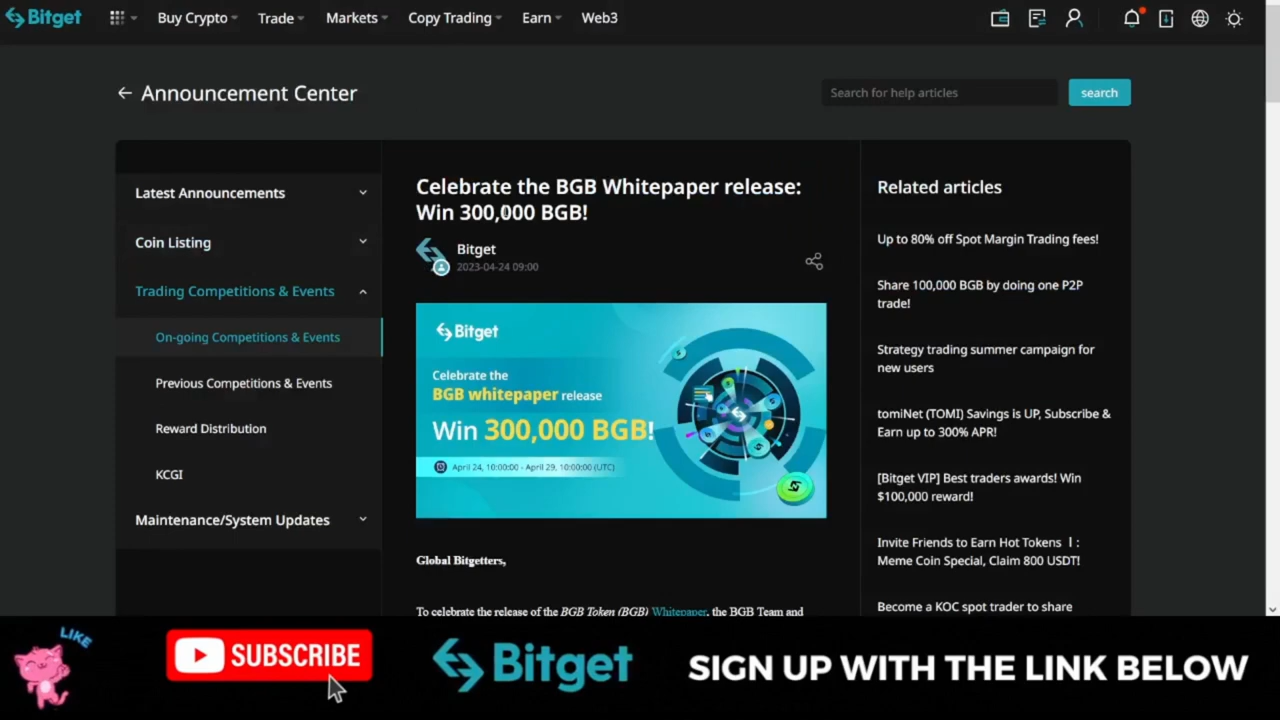 Bitget
Buy Crypto
Trade
Markets
Copy Trading
Earn
Web3
Announcement Center
Search for help articles
search
Latest Announcements
Coin Listing
Trading Competitions & Events
On-going Competitions & Events
Previous Competitions & Events
Reward Distribution
KCGI
Maintenance/System Updates
Celebrate the BGB Whitepaper release:
Win 300,000 BGB!
Bitget
2023-04-24 09:00
Bitget
Celebrate the
BGB whitepaper release
Win 300,000 BGB!
April 24, 10:00:00 - April 29, 10:00:00 (UTC)
Global Bitgetters,
To celebrate the release of the BGB Token (BGB) Whitepaper, the BGB Team and
Related articles
Up to 80% off Spot Margin Trading fees!
Share 100,000 BGB by doing one P2P
trade!
Strategy trading summer campaign for
new users
tomiNet (TOMI) Savings is UP, Subscribe &
Earn up to 300% APR!
[Bitget VIP] Best traders awards! Win
$100,000 reward!
Invite Friends to Earn Hot Tokens Ⅰ:
Meme Coin Special, Claim 800 USDT!
Become a KOC spot trader to share
LIKE
SUBSCRIBE
Bitget
SIGN UP WITH THE LINK BELOW